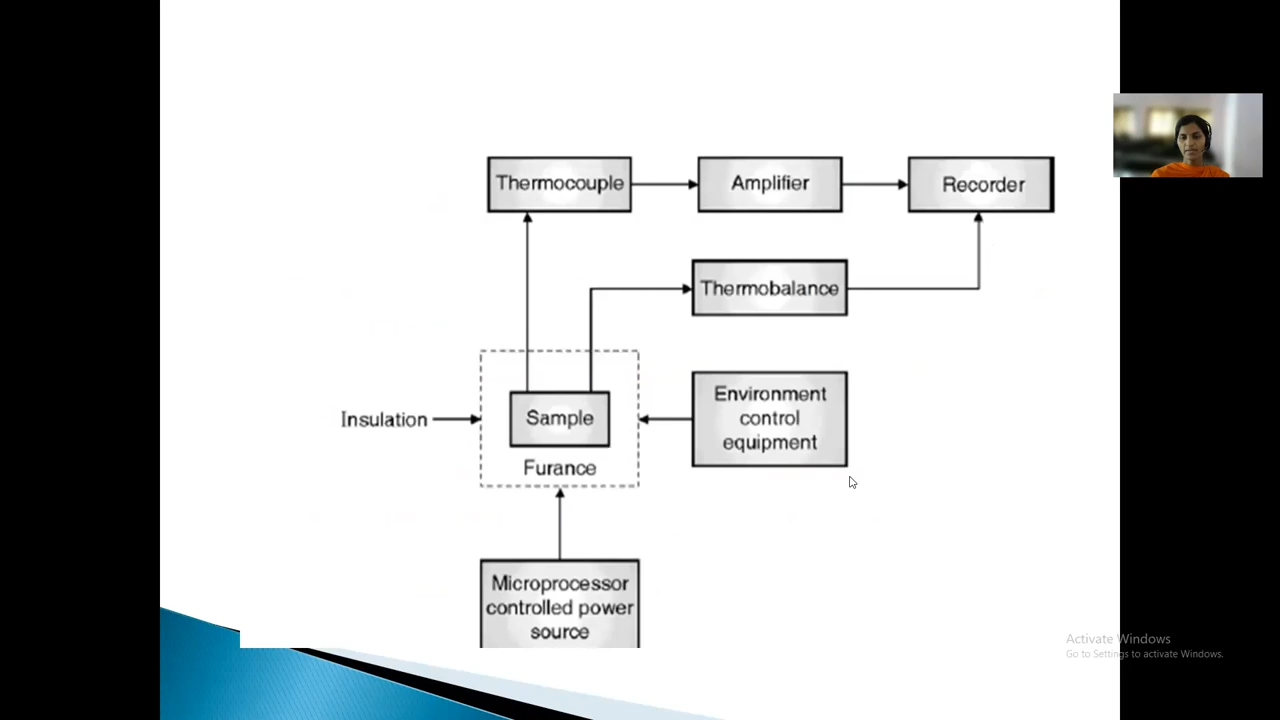 Thermocouple
Amplifier
Recorder
Thermobalance
Insulation
Sample
Furance
Environment
control
equipment
Microprocessor
controlled power
source
Activate Windows
Go to Settings to activate Windows.